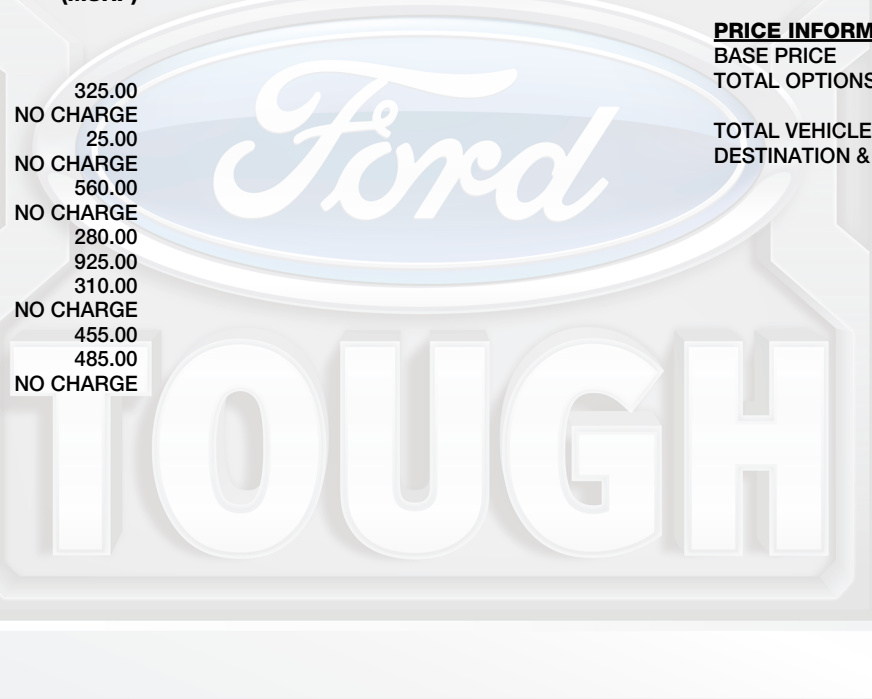 (MSRP)
325.00
NO CHARGE
25.00
NO CHARGE
560.00
NO CHARGE
280.00
925.00
310.00
NO CHARGE
455.00
485.00
NO CHARGE
PRICE INFORM
BASE PRICE
TOTAL OPTIONS
TOTAL VEHICLE
DESTINATION &
Ford
TOUGH